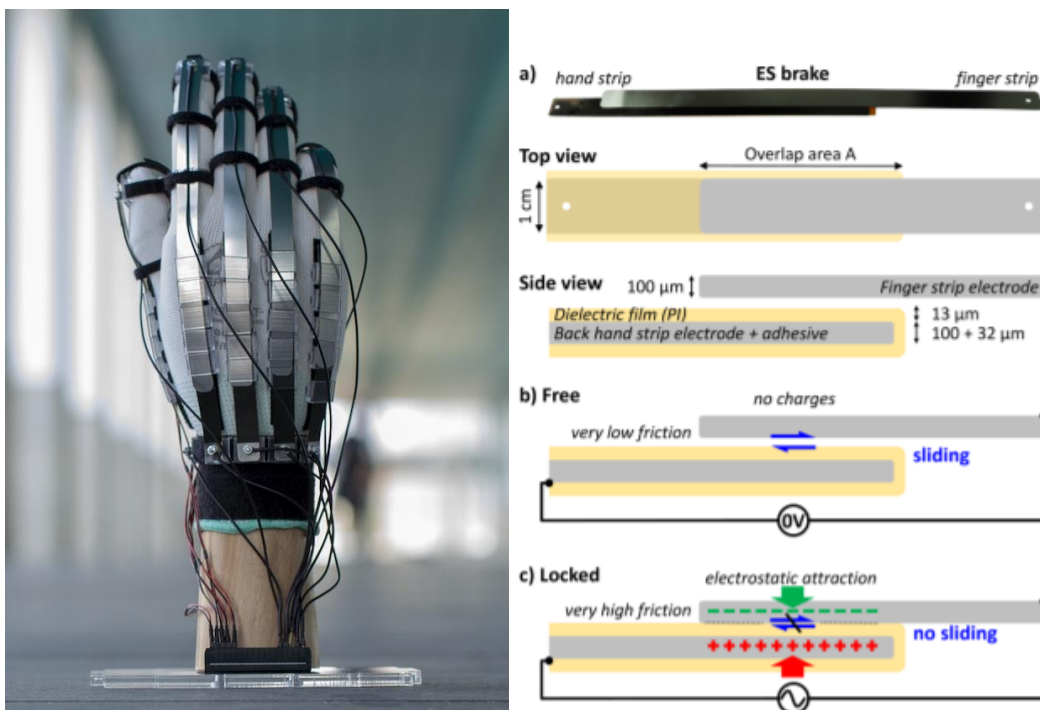 a)
hand strip
ES brake
finger strip
Top view
Overlap area A
1 cm
Side view
100 µm
Finger strip electrode
Dielectric film (PI)
13 µm
Back hand strip electrode + adhesive
100 + 32 µm
b) Free
no charges
very low friction
sliding
0V
c) Locked
electrostatic attraction
very high friction
no sliding